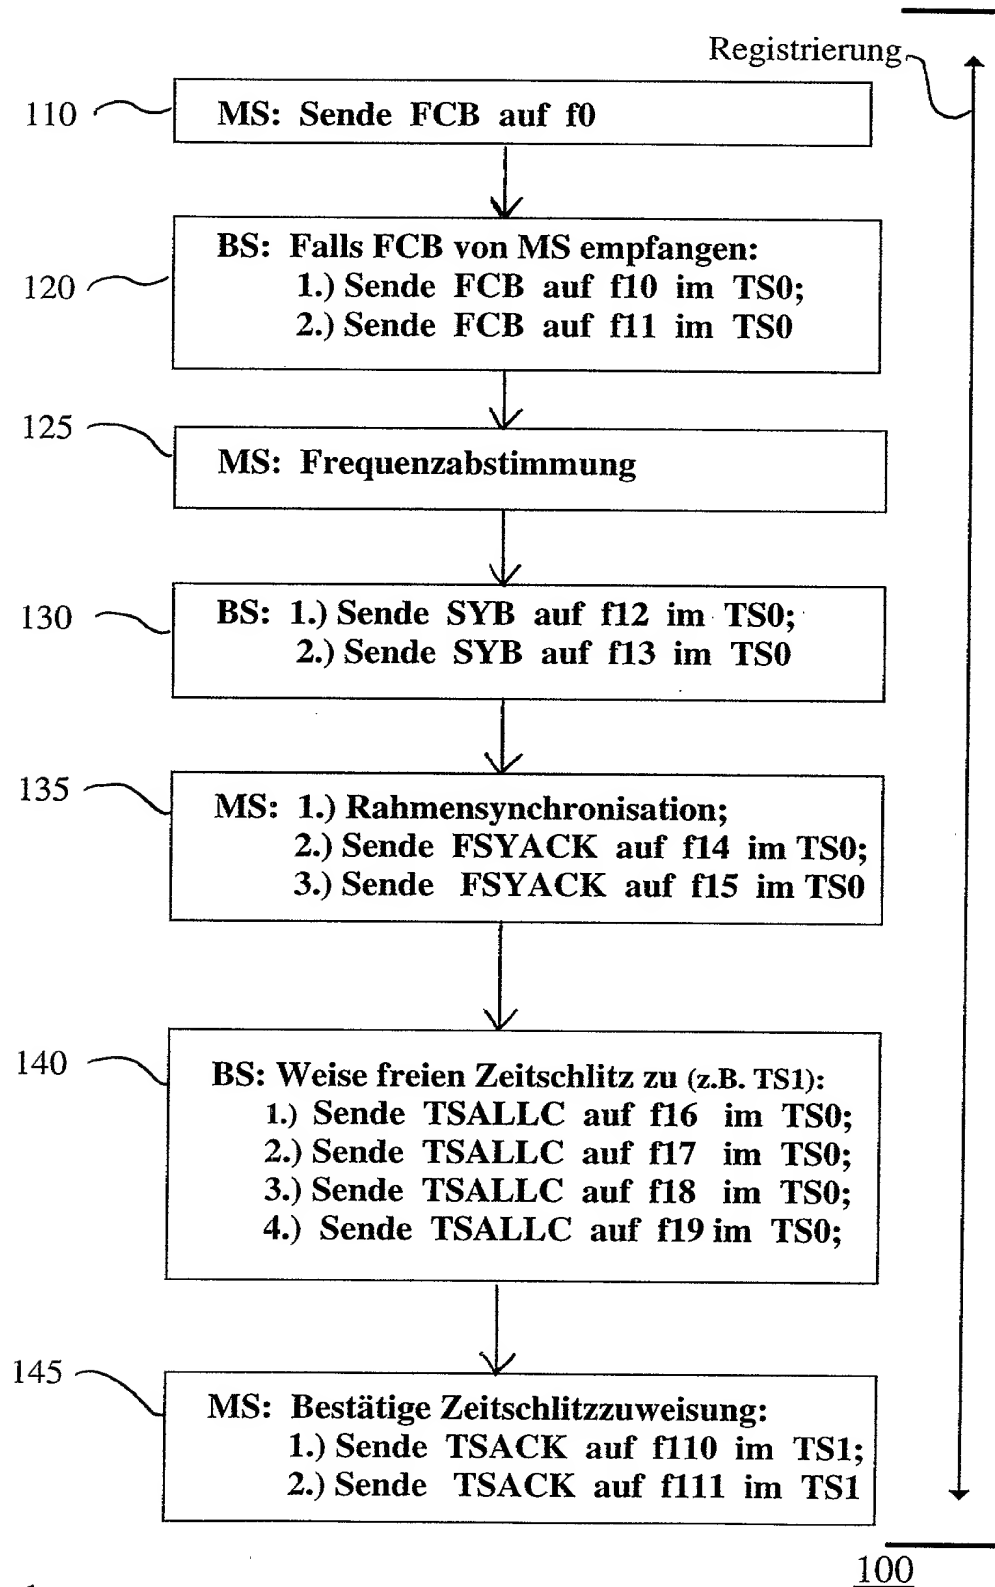 Registrierung
110
MS: Sende FCB auf f0
120
BS: Falls FCB von MS empfangen:
1.) Sende FCB auf f10 im TS0;
2.) Sende FCB auf f11 im TS0
125
MS: Frequenzabstimmung
130
BS: 1.) Sende SYB auf f12 im TS0;
2.) Sende SYB auf f13 im TS0
135
MS: 1.) Rahmensynchronisation;
2.) Sende FSYACK auf f14 im TS0;
3.) Sende FSYACK auf f15 im TS0
140
BS: Weise freien Zeitschlitz zu (z.B. TS1):
1.) Sende TSALLC auf f16 im TS0;
2.) Sende TSALLC auf f17 im TS0;
3.) Sende TSALLC auf f18 im TS0;
4.) Sende TSALLC auf f19 im TS0;
145
MS: Bestätige Zeitschlitzzuweisung:
1.) Sende TSACK auf f110 im TS1;
2.) Sende TSACK auf f111 im TS1
100